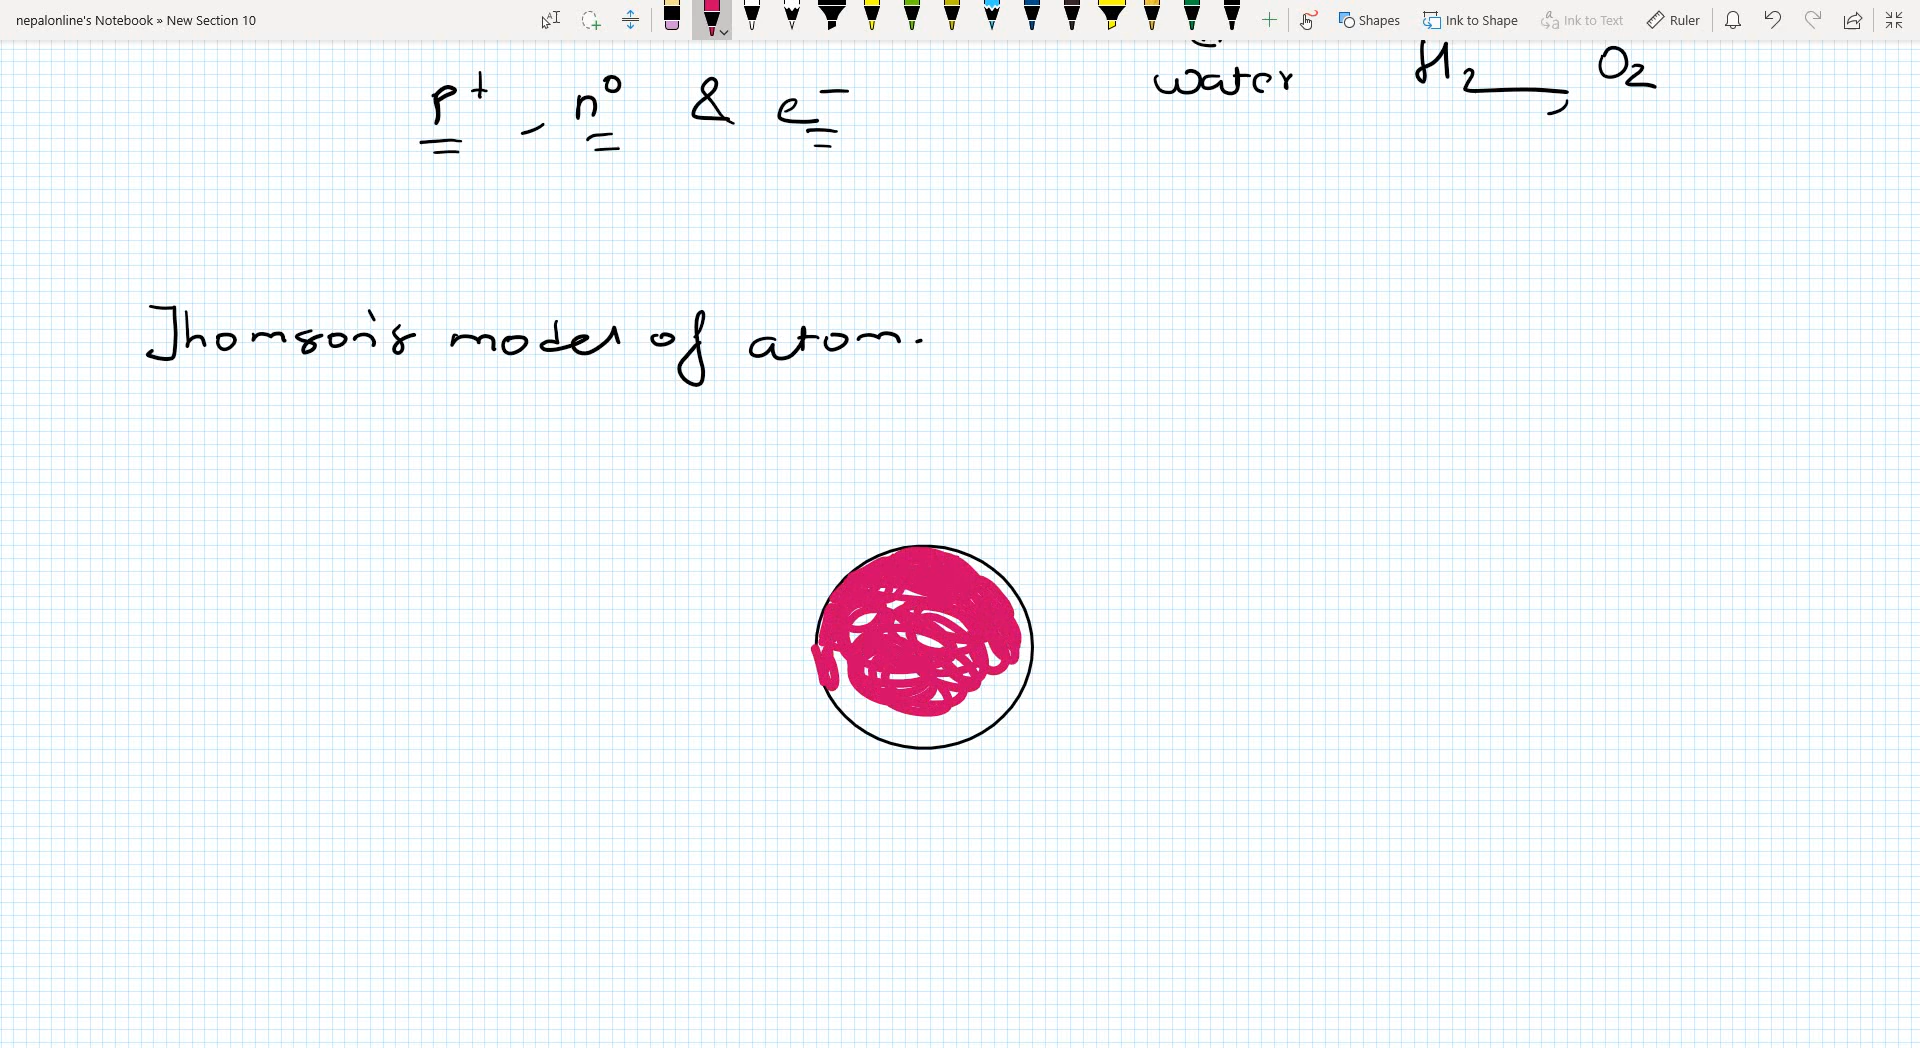 nepalonline's Notebook » New Section 10
Shapes
Ink to Shape
Ink to Text
Ruler
water H₂, O₂
p⁺, n⁰ & e⁻
Thomson's model of atom.